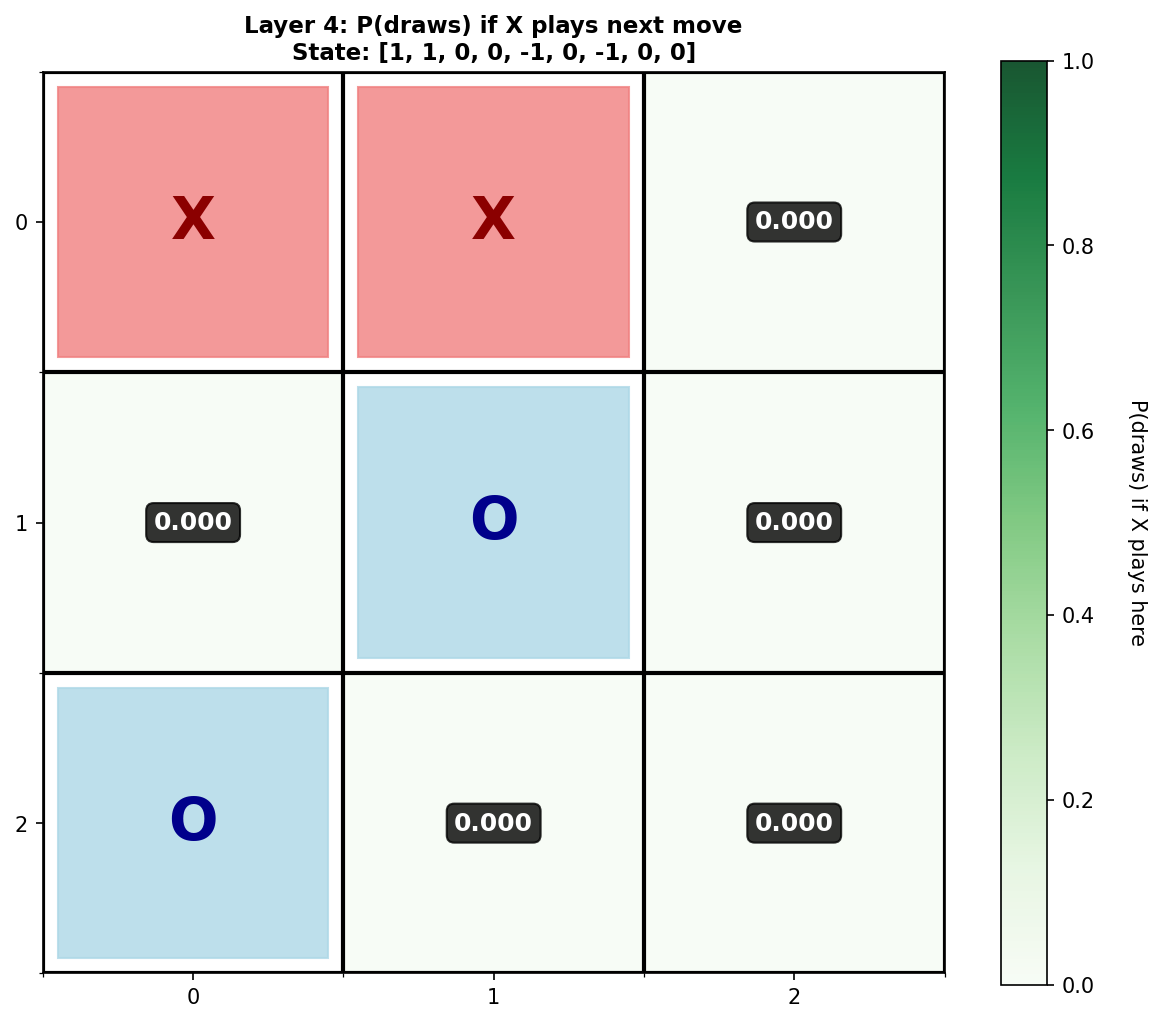 Layer 4: P(draws) if X plays next move
State: [1, 1, 0, 0, -1, 0, -1, 0, 0]
X X 0.000
0.000 O 0.000
O 0.000 0.000
0
1
2
0 1 2
1.0
0.8
0.6
0.4
0.2
0.0
P(draws) if X plays here